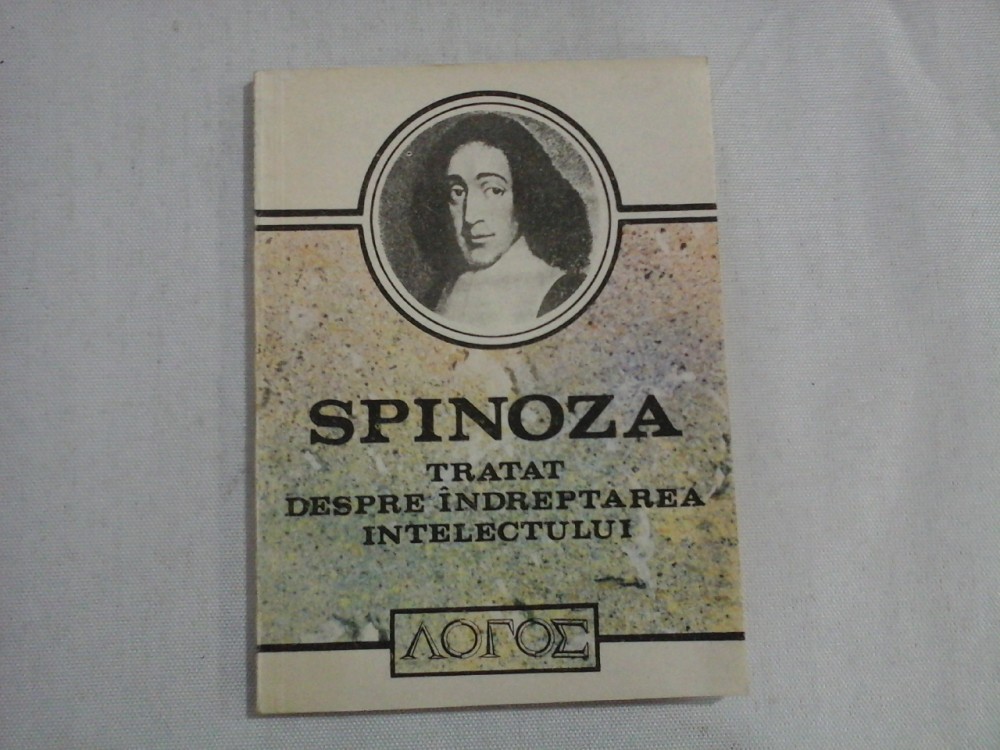 SPINOZA
TRATAT
DESPRE ÎNDREPTAREA
INTELECTULUI
ΛΟΓΟΣ